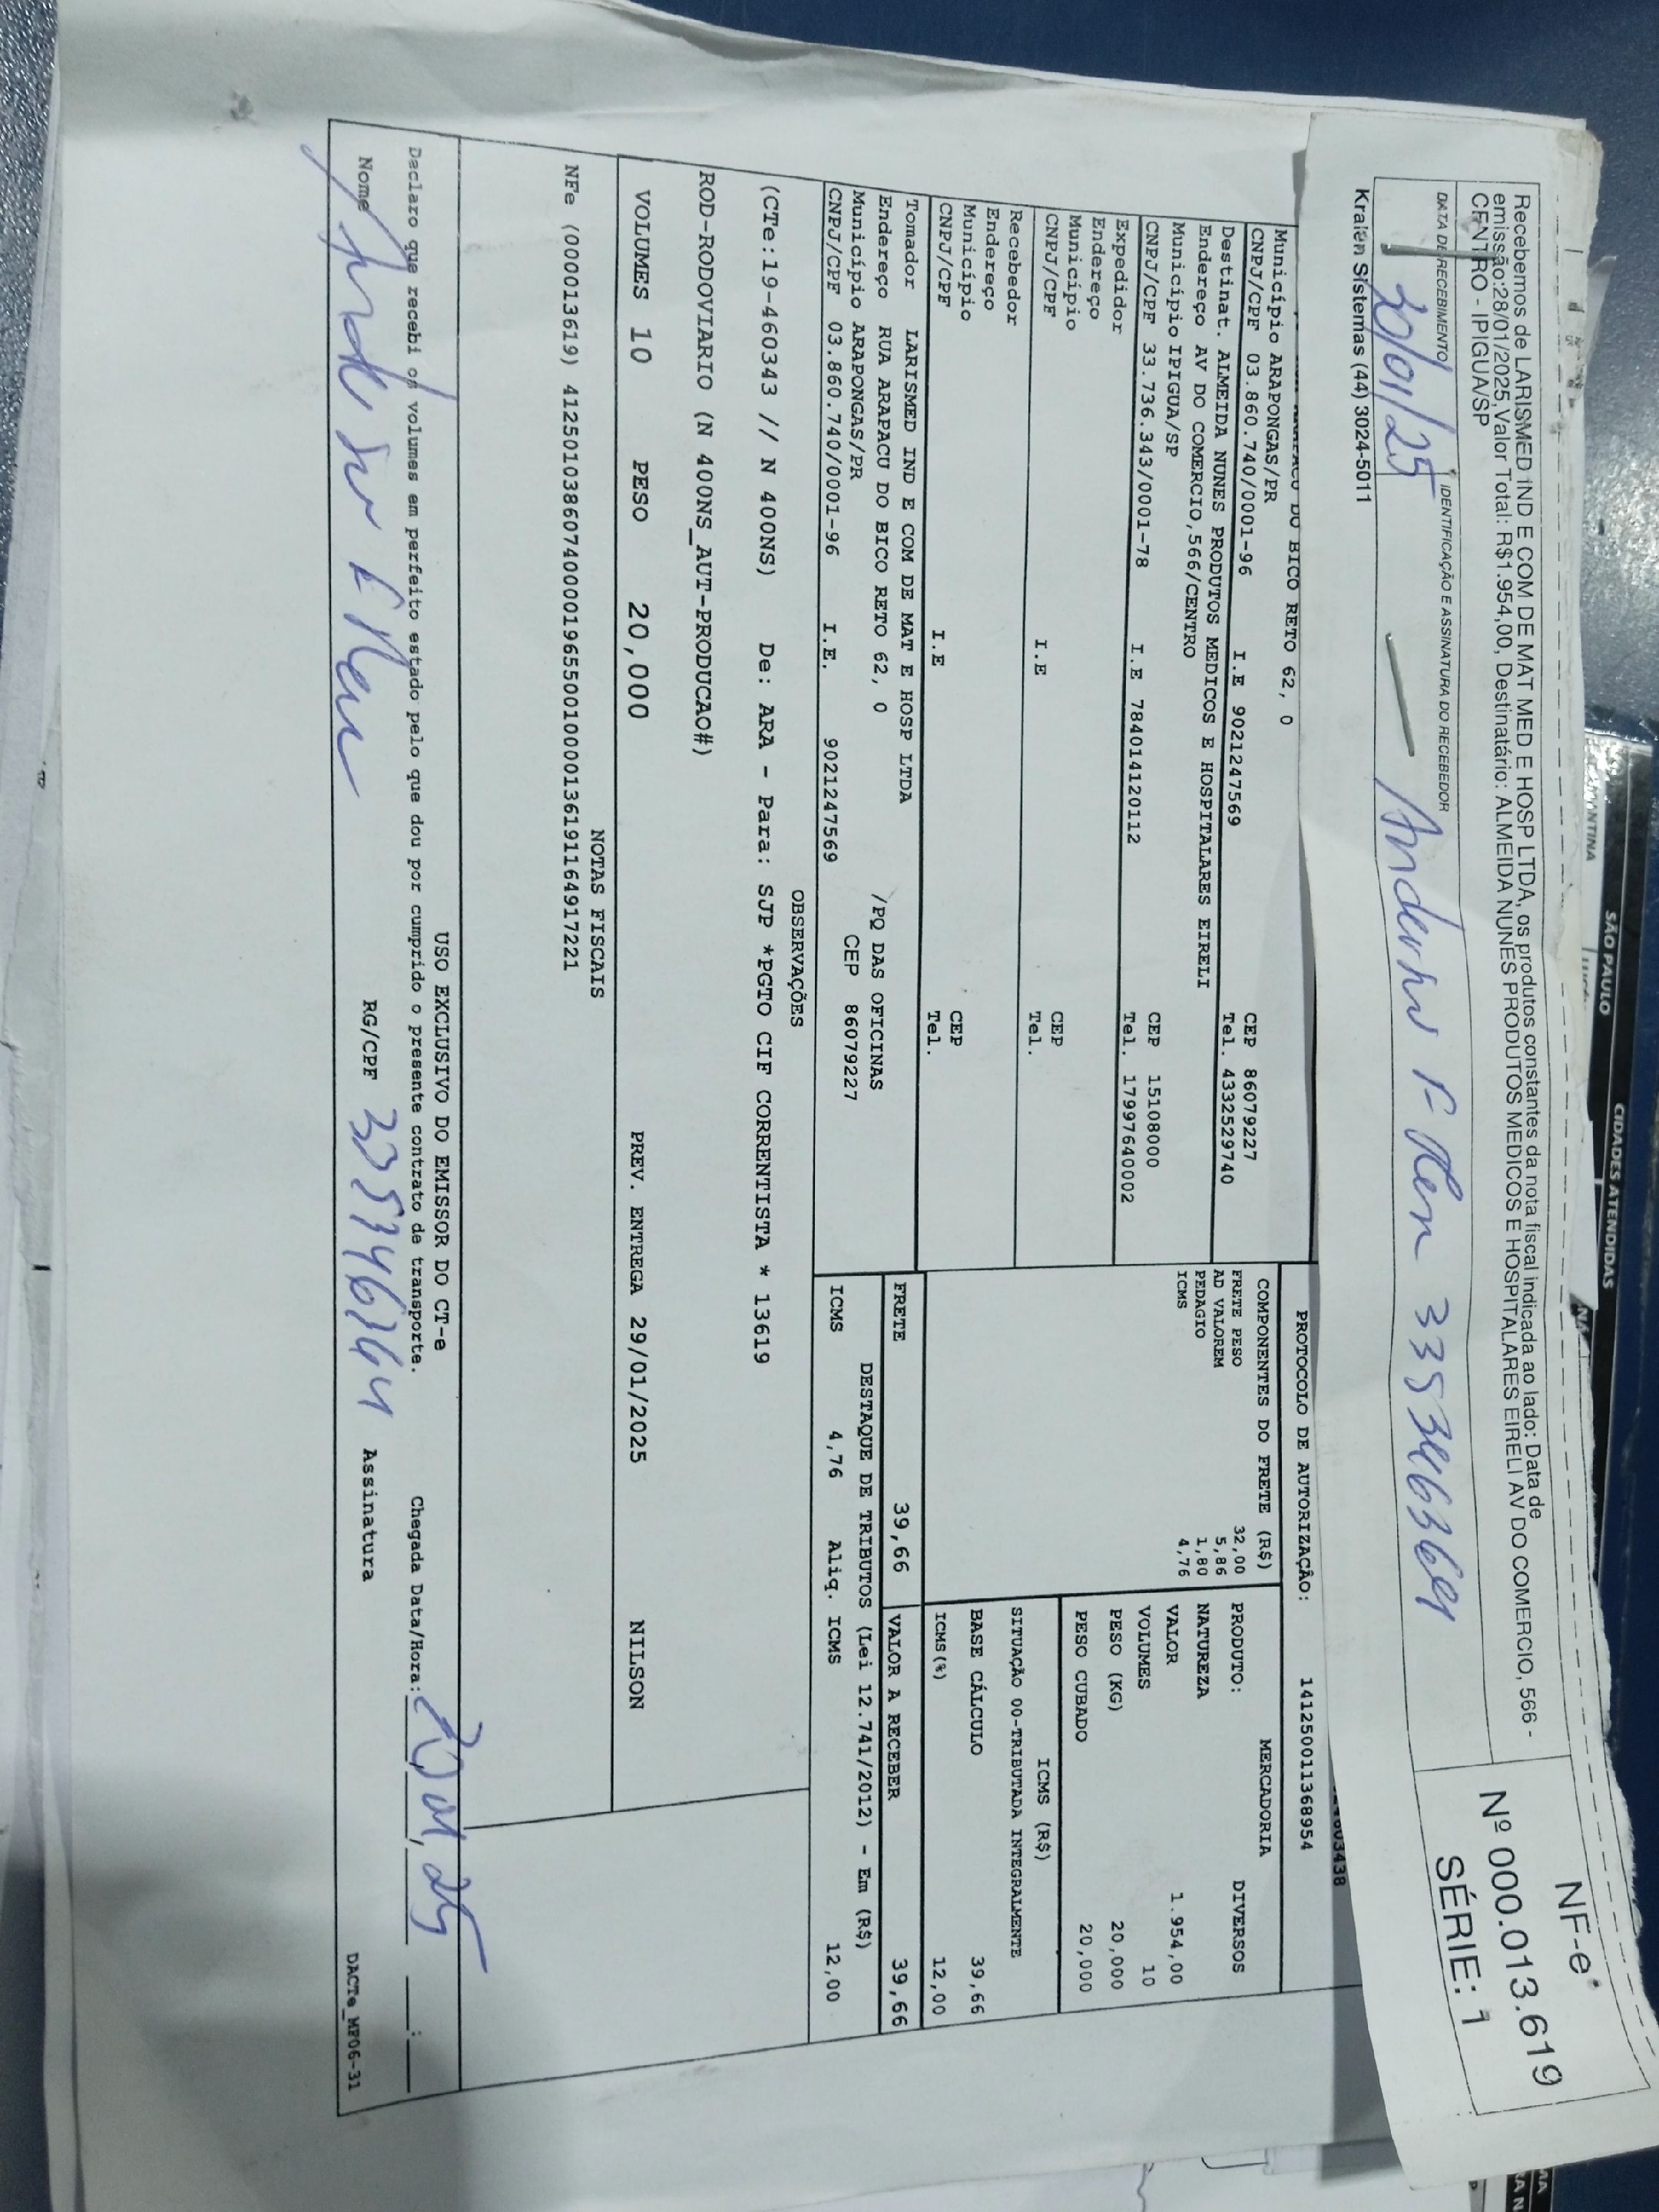 Recebemos de LARISMED IND E COM DE MAT MED E HOSP LTDA, os produtos constantes da nota fiscal indicada ao lado: Data de
emissão:28/01/2025,Valor Total: R$1.954,00, Destinatário: ALMEIDA NUNES PRODUTOS MEDICOS E HOSPITALARES EIRELI AV DO COMERCIO, 566 -
CENTRO - IPIGUA/SP
NF-e
Nº 000.013.619
SÉRIE: 1
DATA DE RECEBIMENTO
IDENTIFICAÇÃO E ASSINATURA DO RECEBEDOR
Kralen Sistemas (44) 3024-5011
DO BICO RETO 62, 0
Município ARAPONGAS/PR CEP 86079227
CNPJ/CPF 03.860.740/0001-96 I.E 9021247569 Tel. 4332529740
Destinat. ALMEIDA NUNES PRODUTOS MEDICOS E HOSPITALARES EIRELI
Endereço AV DO COMERCIO,566/CENTRO
Município IPIGUA/SP CEP 15108000
CNPJ/CPF 33.736.343/0001-78 I.E 784014120112 Tel. 17997640002
Expedidor
Endereço
Município CEP
CNPJ/CPF I.E Tel.
Recebedor
Endereço
Município CEP
CNPJ/CPF I.E Tel.
Tomador LARISMED IND E COM DE MAT E HOSP LTDA
Endereço RUA ARAPACU DO BICO RETO 62, 0 /PQ DAS OFICINAS
Município ARAPONGAS/PR CEP 86079227
CNPJ/CPF 03.860.740/0001-96 I.E. 9021247569
PROTOCOLO DE AUTORIZAÇÃO: 141250011368954
COMPONENTES DO FRETE (R$)
FRETE PESO 32,00
AD VALOREM 5,86
PEDAGIO 1,80
ICMS 4,76
MERCADORIA
PRODUTO: DIVERSOS
NATUREZA
VALOR 1.954,00
VOLUMES 10
PESO (KG) 20,000
PESO CUBADO 20,000
ICMS (R$)
SITUAÇÃO 00-TRIBUTADA INTEGRALMENTE
BASE CÁLCULO 39,66
ICMS(%) 12,00
FRETE 39,66 VALOR A RECEBER 39,66
DESTAQUE DE TRIBUTOS (Lei 12.741/2012) - Em (R$)
ICMS 4,76 Aliq. ICMS 12,00
OBSERVAÇÕES
(CTe:19-460343 // N 400NS) De: ARA - Para: SJP *PGTO CIF CORRENTISTA * 13619
ROD-RODOVIARIO (N 400NS_AUT-PRODUCAO#)
VOLUMES 10 PESO 20,000 PREV. ENTREGA 29/01/2025 NILSON
NOTAS FISCAIS
NFe (000013619) 41250103860740000196550010000136191164917221
USO EXCLUSIVO DO EMISSOR DO CT-e
Declaro que recebi os volumes em perfeito estado pelo que dou por cumprido o presente contrato de transporte. Chegada Data/Hora:
Nome RG/CPF Assinatura
DACTe_MF06-31
SÃO PAULO
CIDADES ATENDIDAS